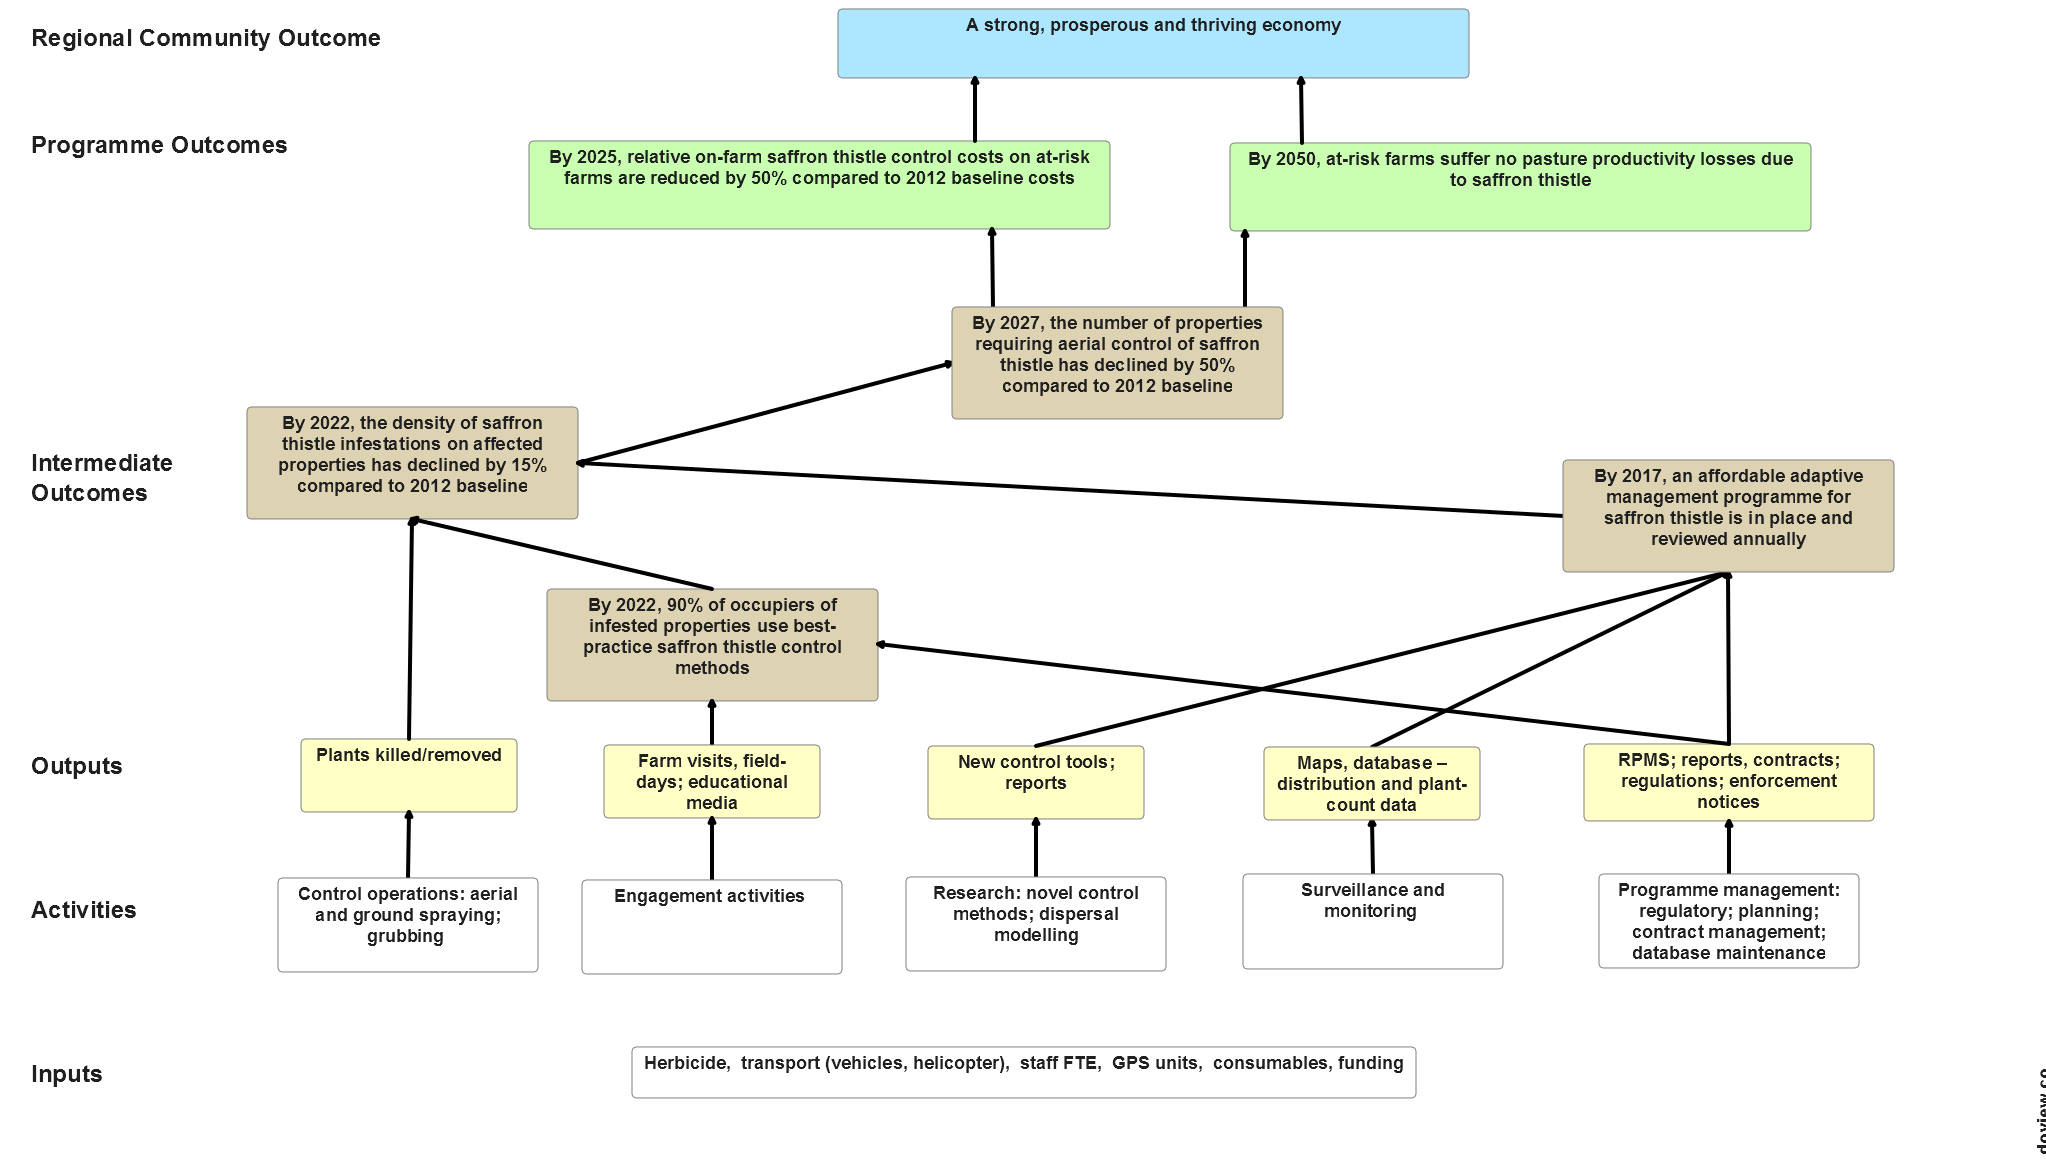 Regional Community Outcome
A strong, prosperous and thriving economy
Programme Outcomes
By 2025, relative on-farm saffron thistle control costs on at-risk
farms are reduced by 50% compared to 2012 baseline costs
By 2050, at-risk farms suffer no pasture productivity losses due
to saffron thistle
By 2027, the number of properties
requiring aerial control of saffron
thistle has declined by 50%
compared to 2012 baseline
Intermediate
Outcomes
By 2022, the density of saffron
thistle infestations on affected
properties has declined by 15%
compared to 2012 baseline
By 2017, an affordable adaptive
management programme for
saffron thistle is in place and
reviewed annually
By 2022, 90% of occupiers of
infested properties use best-
practice saffron thistle control
methods
Outputs
Plants killed/removed
Farm visits, field-
days; educational
media
New control tools;
reports
Maps, database –
distribution and plant-
count data
RPMS; reports, contracts;
regulations; enforcement
notices
Activities
Control operations: aerial
and ground spraying;
grubbing
Engagement activities
Research: novel control
methods; dispersal
modelling
Surveillance and
monitoring
Programme management:
regulatory; planning;
contract management;
database maintenance
Inputs
Herbicide, transport (vehicles, helicopter), staff FTE, GPS units, consumables, funding
doview.co